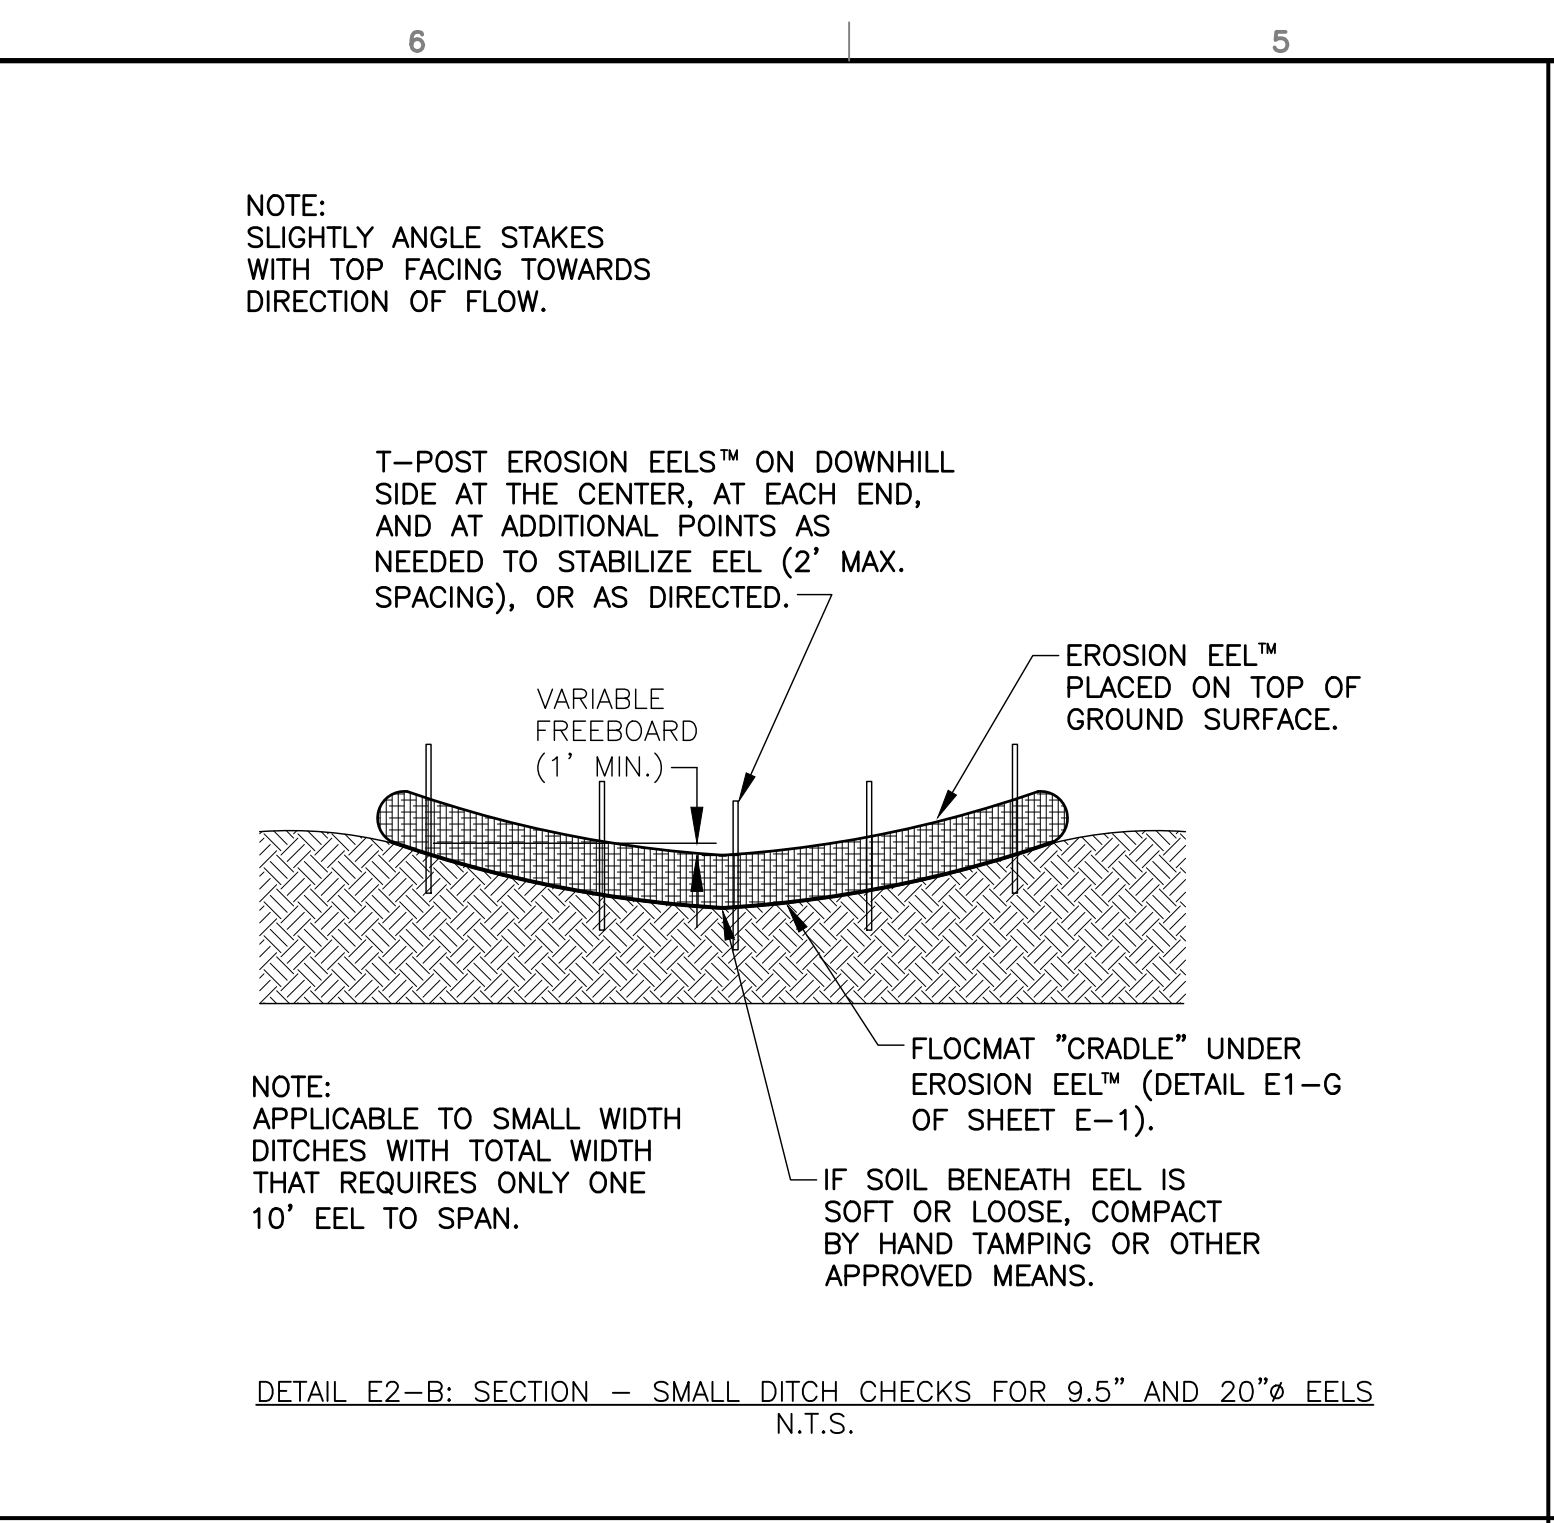 6
5
NOTE:
SLIGHTLY ANGLE STAKES
WITH TOP FACING TOWARDS
DIRECTION OF FLOW.
T-POST EROSION EELS™ ON DOWNHILL
SIDE AT THE CENTER, AT EACH END,
AND AT ADDITIONAL POINTS AS
NEEDED TO STABILIZE EEL (2' MAX.
SPACING), OR AS DIRECTED.
EROSION EEL™
PLACED ON TOP OF
GROUND SURFACE.
VARIABLE
FREEBOARD
(1' MIN.)
FLOCMAT "CRADLE" UNDER
EROSION EEL™ (DETAIL E1-G
OF SHEET E-1).
NOTE:
APPLICABLE TO SMALL WIDTH
DITCHES WITH TOTAL WIDTH
THAT REQUIRES ONLY ONE
10' EEL TO SPAN.
IF SOIL BENEATH EEL IS
SOFT OR LOOSE, COMPACT
BY HAND TAMPING OR OTHER
APPROVED MEANS.
DETAIL E2-B: SECTION - SMALL DITCH CHECKS FOR 9.5" AND 20"ø EELS
N.T.S.